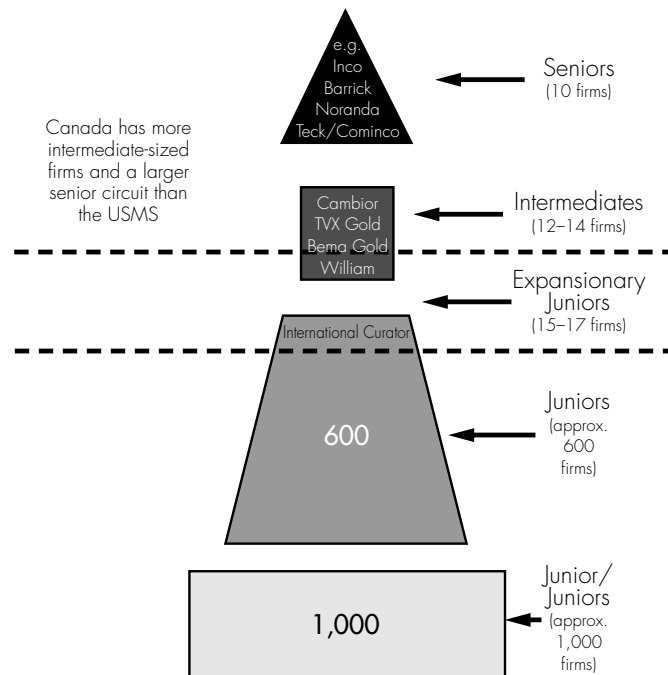 e.g.
Inco
Barrick
Noranda
Teck/Cominco
Seniors
(10 firms)
Canada has more
intermediate-sized
firms and a larger
senior circuit than
the USMS
Cambior
TVX Gold
Bema Gold
William
Intermediates
(12–14 firms)
Expansionary
Juniors
(15–17 firms)
International Curator
600
Juniors
(approx.
600
firms)
1,000
Junior/
Juniors
(approx.
1,000
firms)